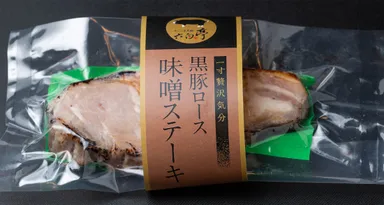 一寸贅沢気分
黒豚ロース
味噌ステーキ